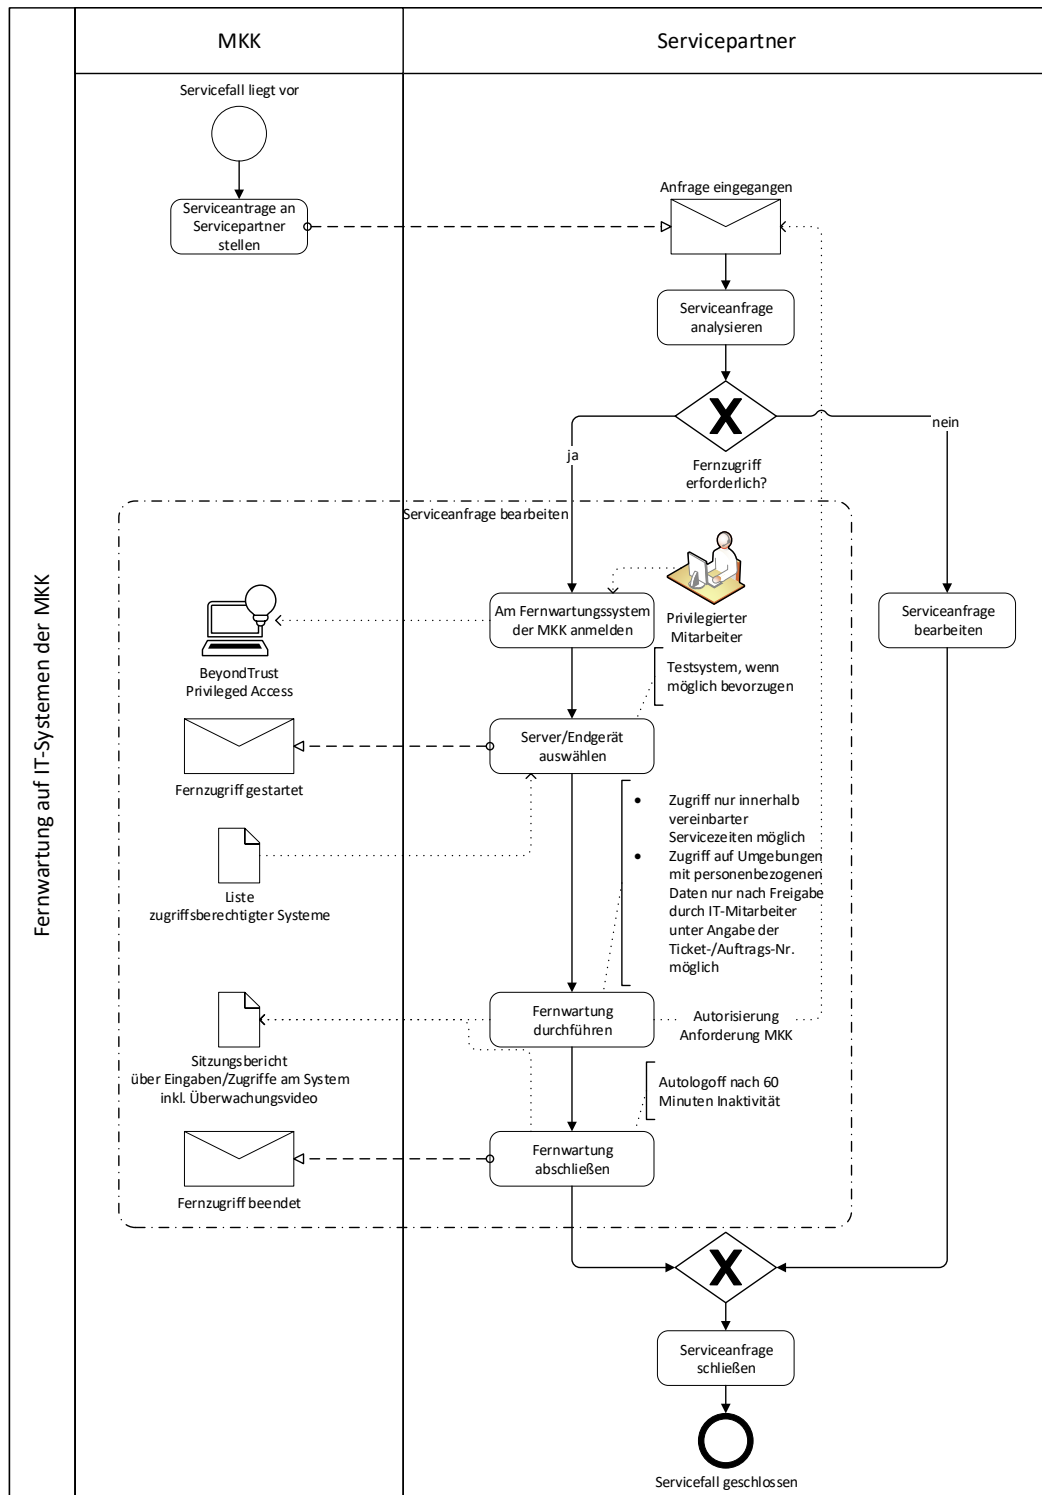 Fernwartung auf IT-Systemen der MKK
MKK
Servicepartner
Servicefall liegt vor
Serviceantrage an
Servicepartner
stellen
Anfrage eingegangen
Serviceanfrage
analysieren
X
Fernzugriff
erforderlich?
ja
nein
Serviceanfrage bearbeiten
Am Fernwartungssystem
der MKK anmelden
Privilegierter
Mitarbeiter
Serviceanfrage
bearbeiten
BeyondTrust
Privileged Access
Testsystem, wenn
möglich bevorzugen
Server/Endgerät
auswählen
Fernzugriff gestartet
• Zugriff nur innerhalb
vereinbarter
Servicezeiten möglich
• Zugriff auf Umgebungen
mit personenbezogenen
Daten nur nach Freigabe
durch IT-Mitarbeiter
unter Angabe der
Ticket-/Auftrags-Nr.
möglich
Liste
zugriffsberechtigter Systeme
Fernwartung
durchführen
Autorisierung
Anforderung MKK
Sitzungsbericht
über Eingaben/Zugriffe am System
inkl. Überwachungsvideo
Autologoff nach 60
Minuten Inaktivität
Fernwartung
abschließen
Fernzugriff beendet
X
Serviceanfrage
schließen
Servicefall geschlossen